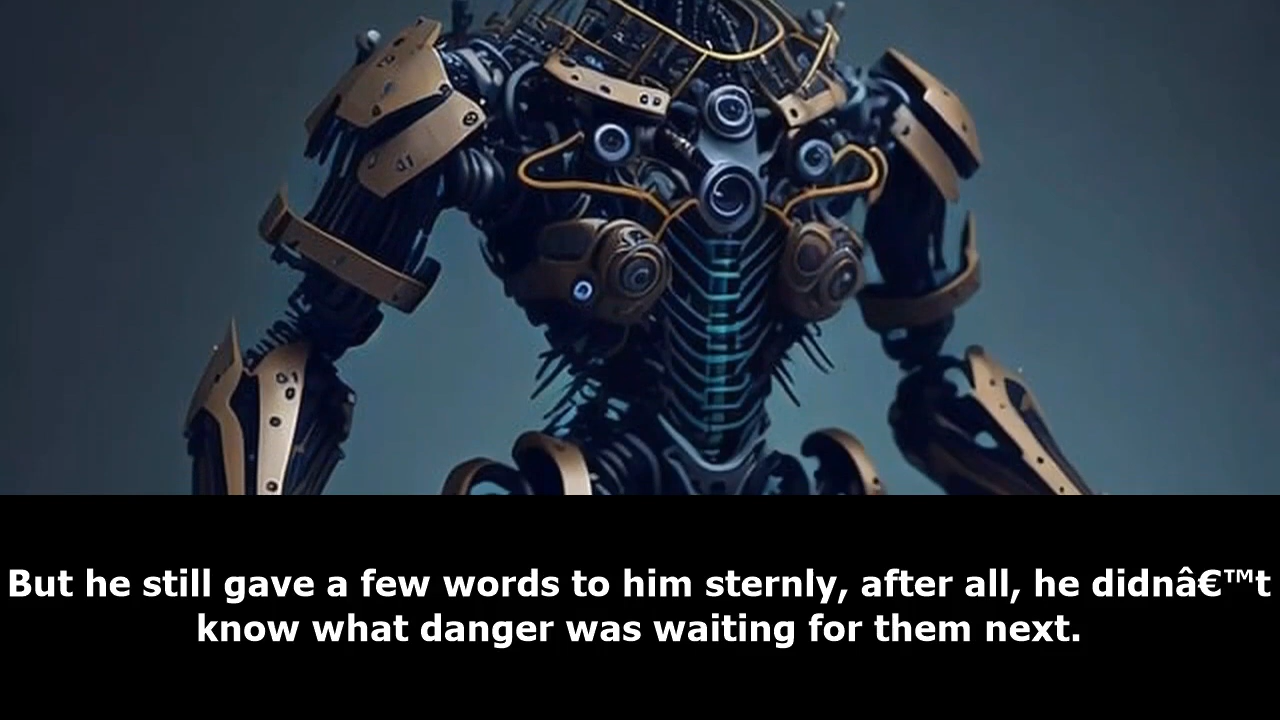 But he still gave a few words to him sternly, after all, he didnâ€™t
know what danger was waiting for them next.